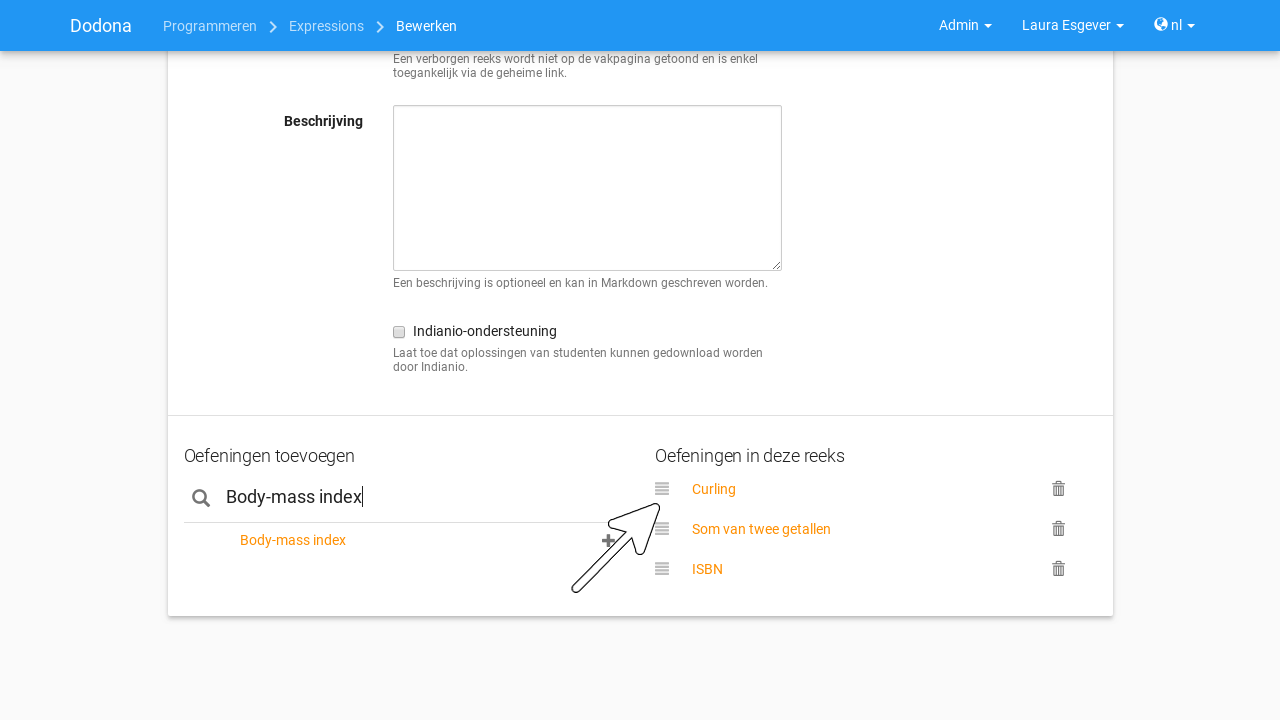 Dodona Programmeren Expressions Bewerken Admin Laura Esgever nl
Een verborgen reeks wordt niet op de vakpagina getoond en is enkel
toegankelijk via de geheime link.
Beschrijving
Een beschrijving is optioneel en kan in Markdown geschreven worden.
Indianio-ondersteuning
Laat toe dat oplossingen van studenten kunnen gedownload worden
door Indianio.
Oefeningen toevoegen
Body-mass index
Body-mass index
Oefeningen in deze reeks
Curling
Som van twee getallen
ISBN